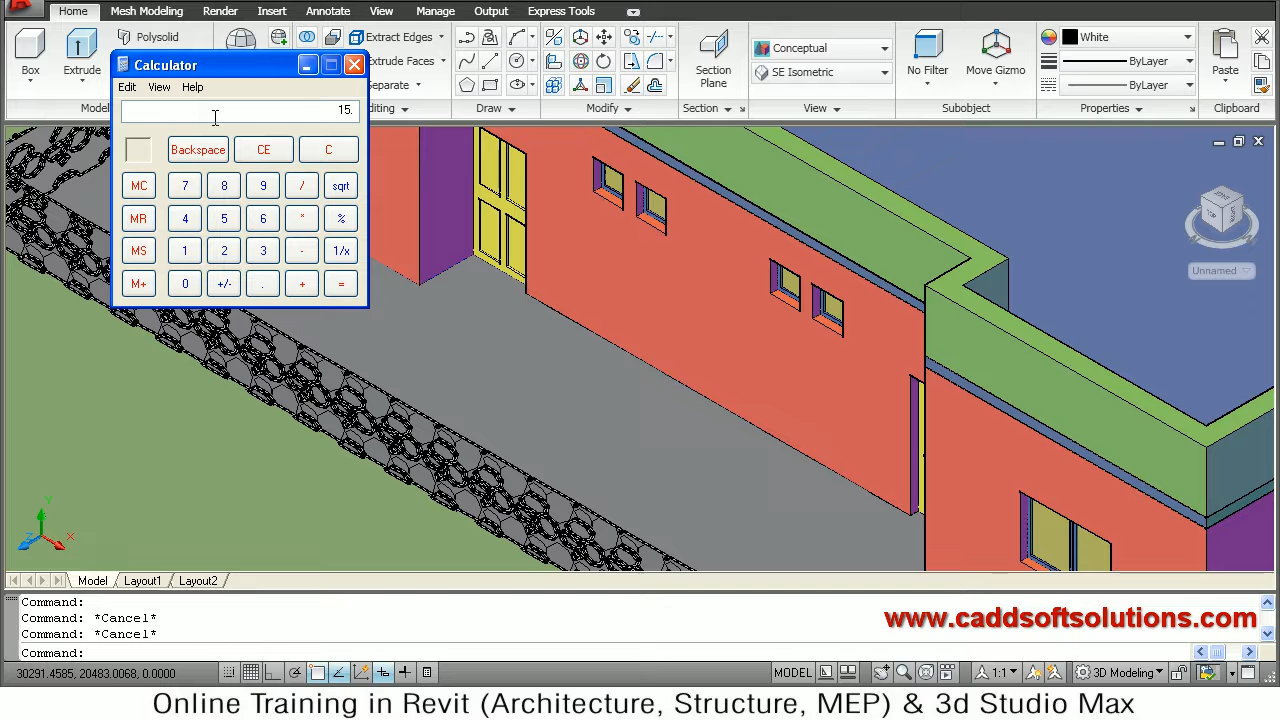 Home Mesh Modeling Render Insert Annotate View Manage Output Express Tools
Box
Extrude
Polysolid
Extrude Edges
Extrude Faces
Separate
Draw
Modify
Section Plane
Section
Conceptual
SE Isometric
View
No Filter
Move Gizmo
Subobject
White
ByLayer
ByLayer
Properties
Paste
Clipboard
Calculator
Edit View Help
15.
Backspace CE C
MC 7 8 9 / sqrt
MR 4 5 6 * %
MS 1 2 3 - 1/x
M+ 0 +/- . + =
TOP
Unnamed
Y
X
Z
Model Layout1 Layout2
Command:
Command: *Cancel*
Command: *Cancel*
Command:
www.caddsoftsolutions.com
30291.4585, 20483.0068, 0.0000
MODEL
1:1
3D Modeling
Online Training in Revit (Architecture, Structure, MEP) & 3d Studio Max